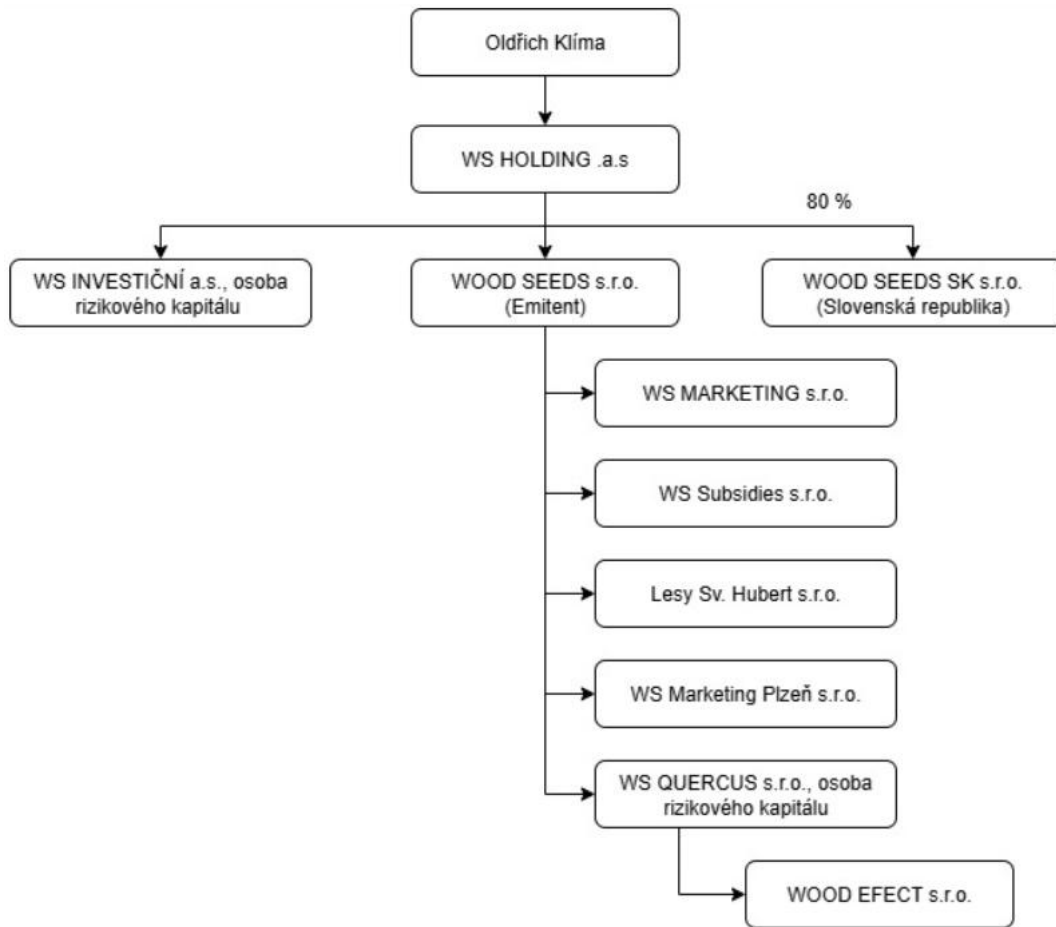 Oldřich Klíma
WS HOLDING .a.s
80 %
WS INVESTIČNÍ a.s., osoba
rizikového kapitálu
WOOD SEEDS s.r.o.
(Emitent)
WOOD SEEDS SK s.r.o.
(Slovenská republika)
WS MARKETING s.r.o.
WS Subsidies s.r.o.
Lesy Sv. Hubert s.r.o.
WS Marketing Plzeň s.r.o.
WS QUERCUS s.r.o., osoba
rizikového kapitálu
WOOD EFECT s.r.o.